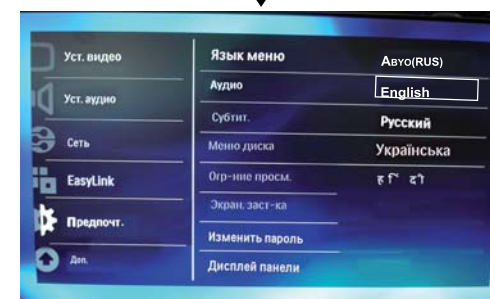 Уст. видео
Уст. аудио
Сеть
EasyLink
Предпочт.
Доп.
Язык меню
Аудио
Субтит.
Меню диска
Огр-ние просм.
Экран. заст-ка
Изменить пароль
Дисплей панели
Авто(RUS)
English
Русский
Українська
हिंदी